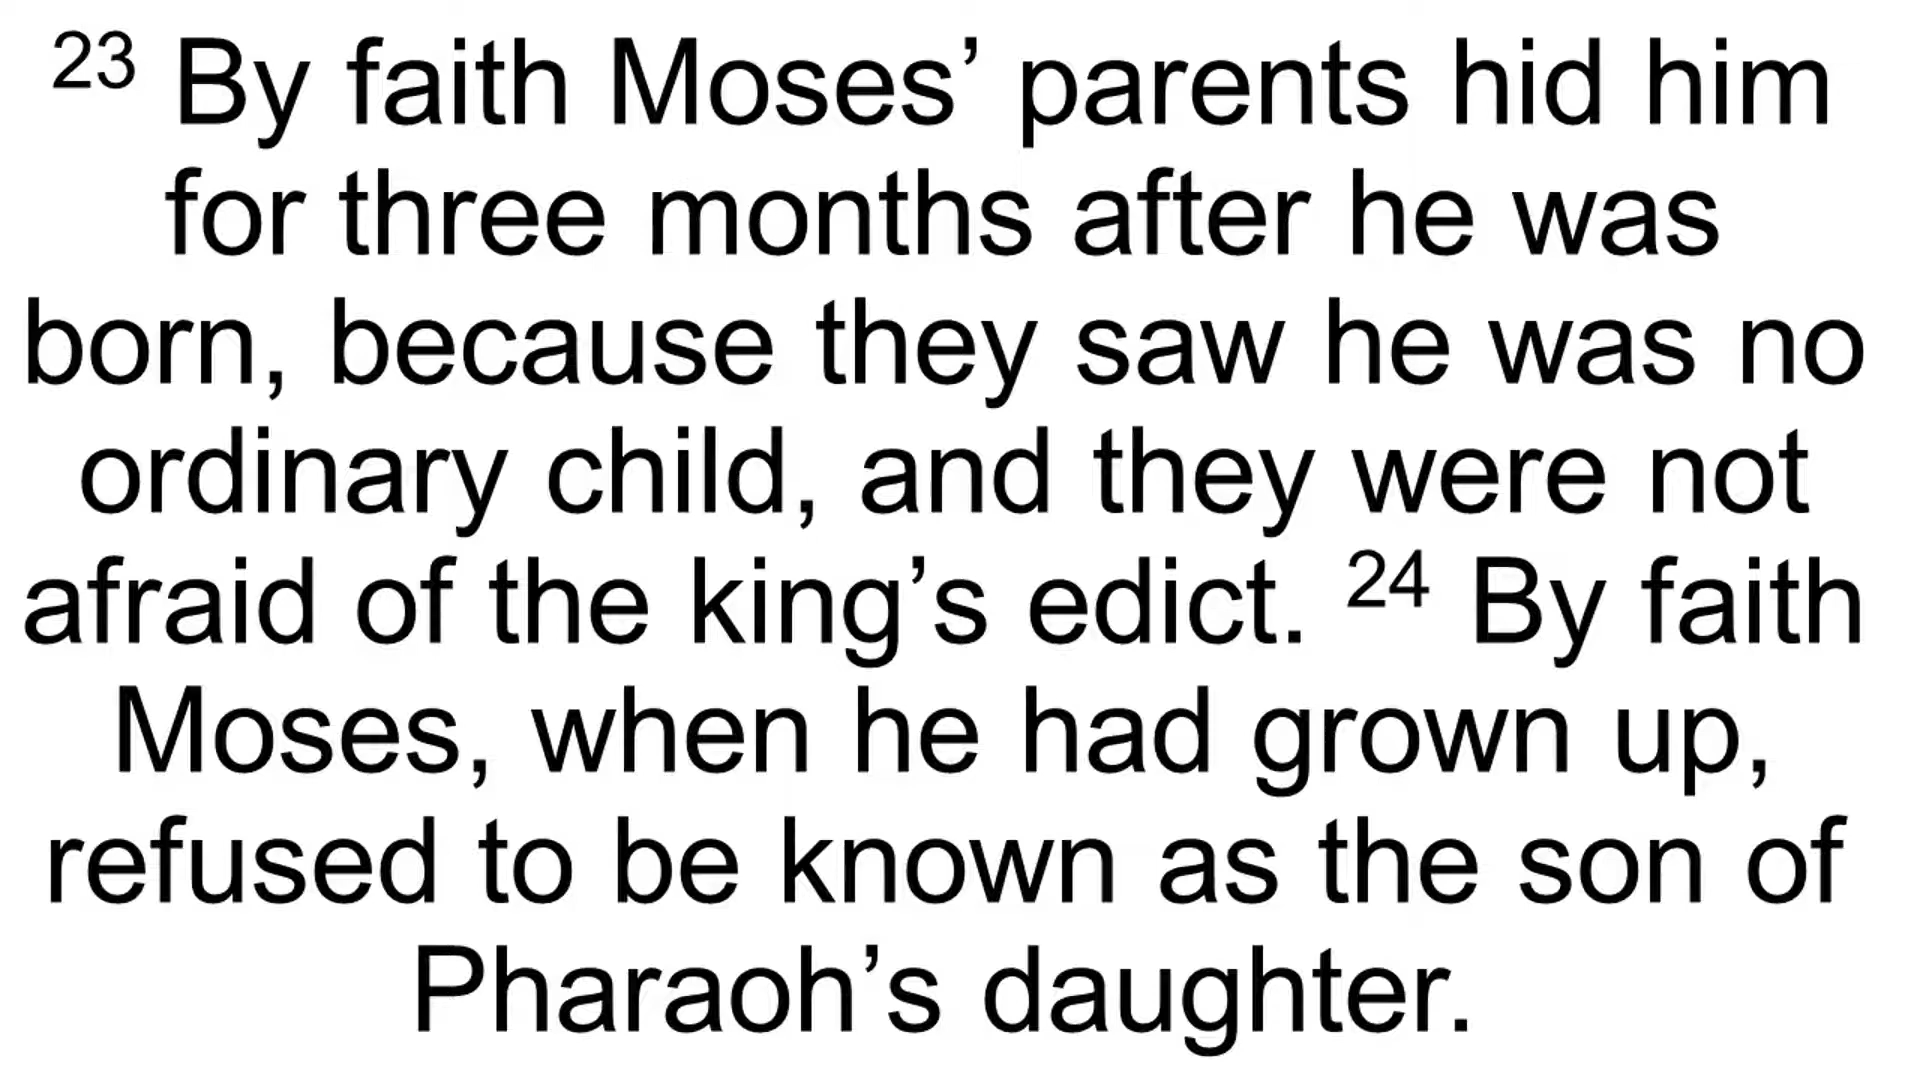 23 By faith Moses’ parents hid him
for three months after he was
born, because they saw he was no
ordinary child, and they were not
afraid of the king’s edict. 24 By faith
Moses, when he had grown up,
refused to be known as the son of
Pharaoh’s daughter.